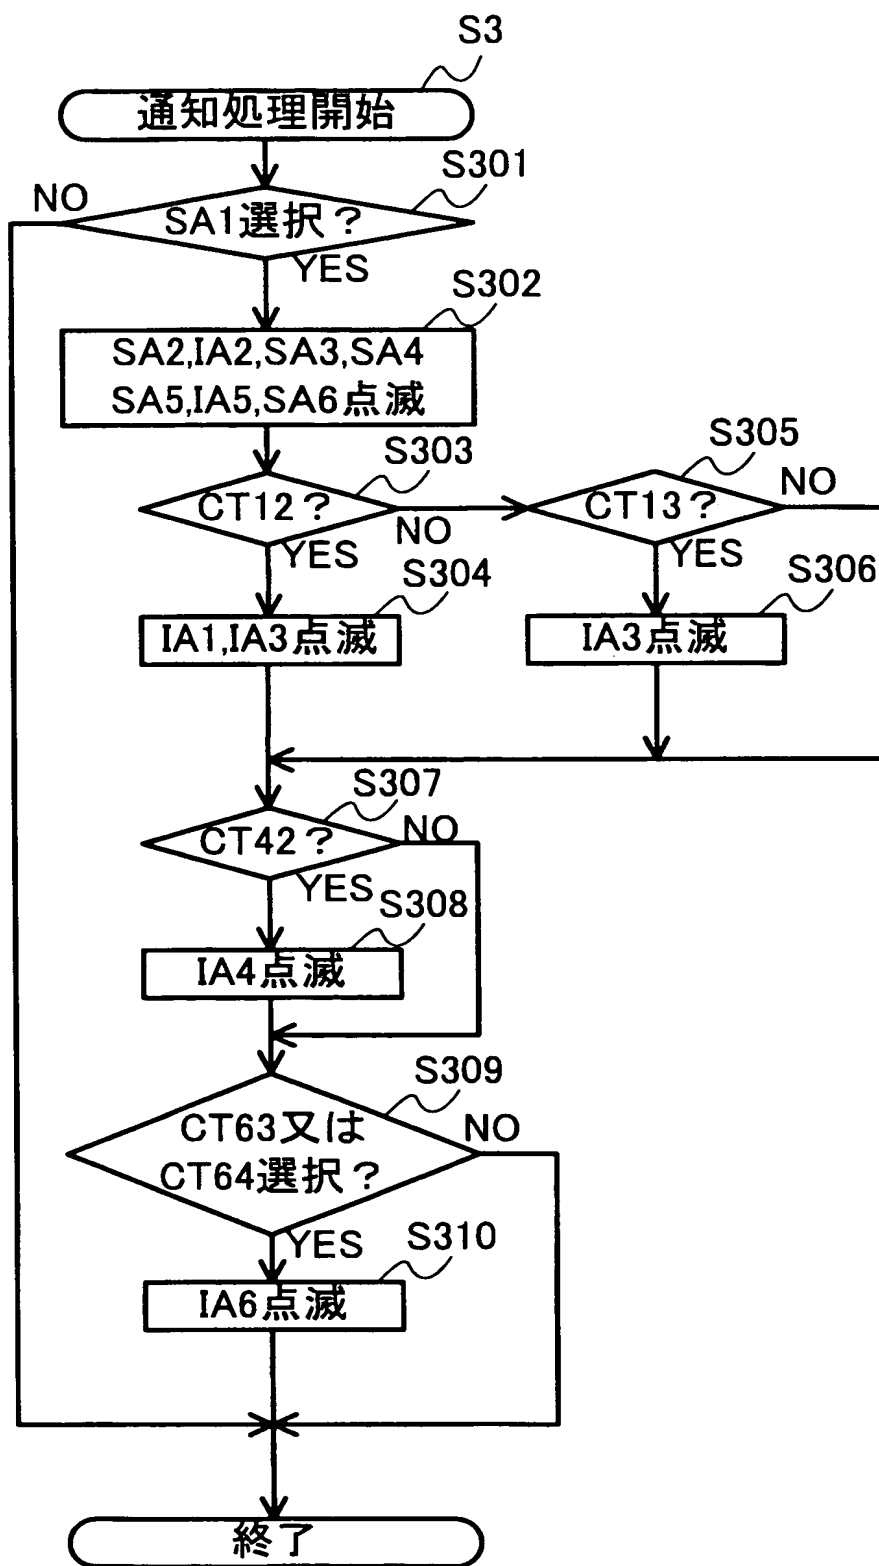 S3
通知処理開始
S301
NO
SA1選択？
YES
S302
SA2,IA2,SA3,SA4
SA5,IA5,SA6点滅
S303
CT12？
NO
YES
S305
CT13？
NO
YES
S304
IA1,IA3点滅
S306
IA3点滅
S307
CT42？
NO
YES
S308
IA4点滅
S309
CT63又は
CT64選択？
NO
YES
S310
IA6点滅
終了